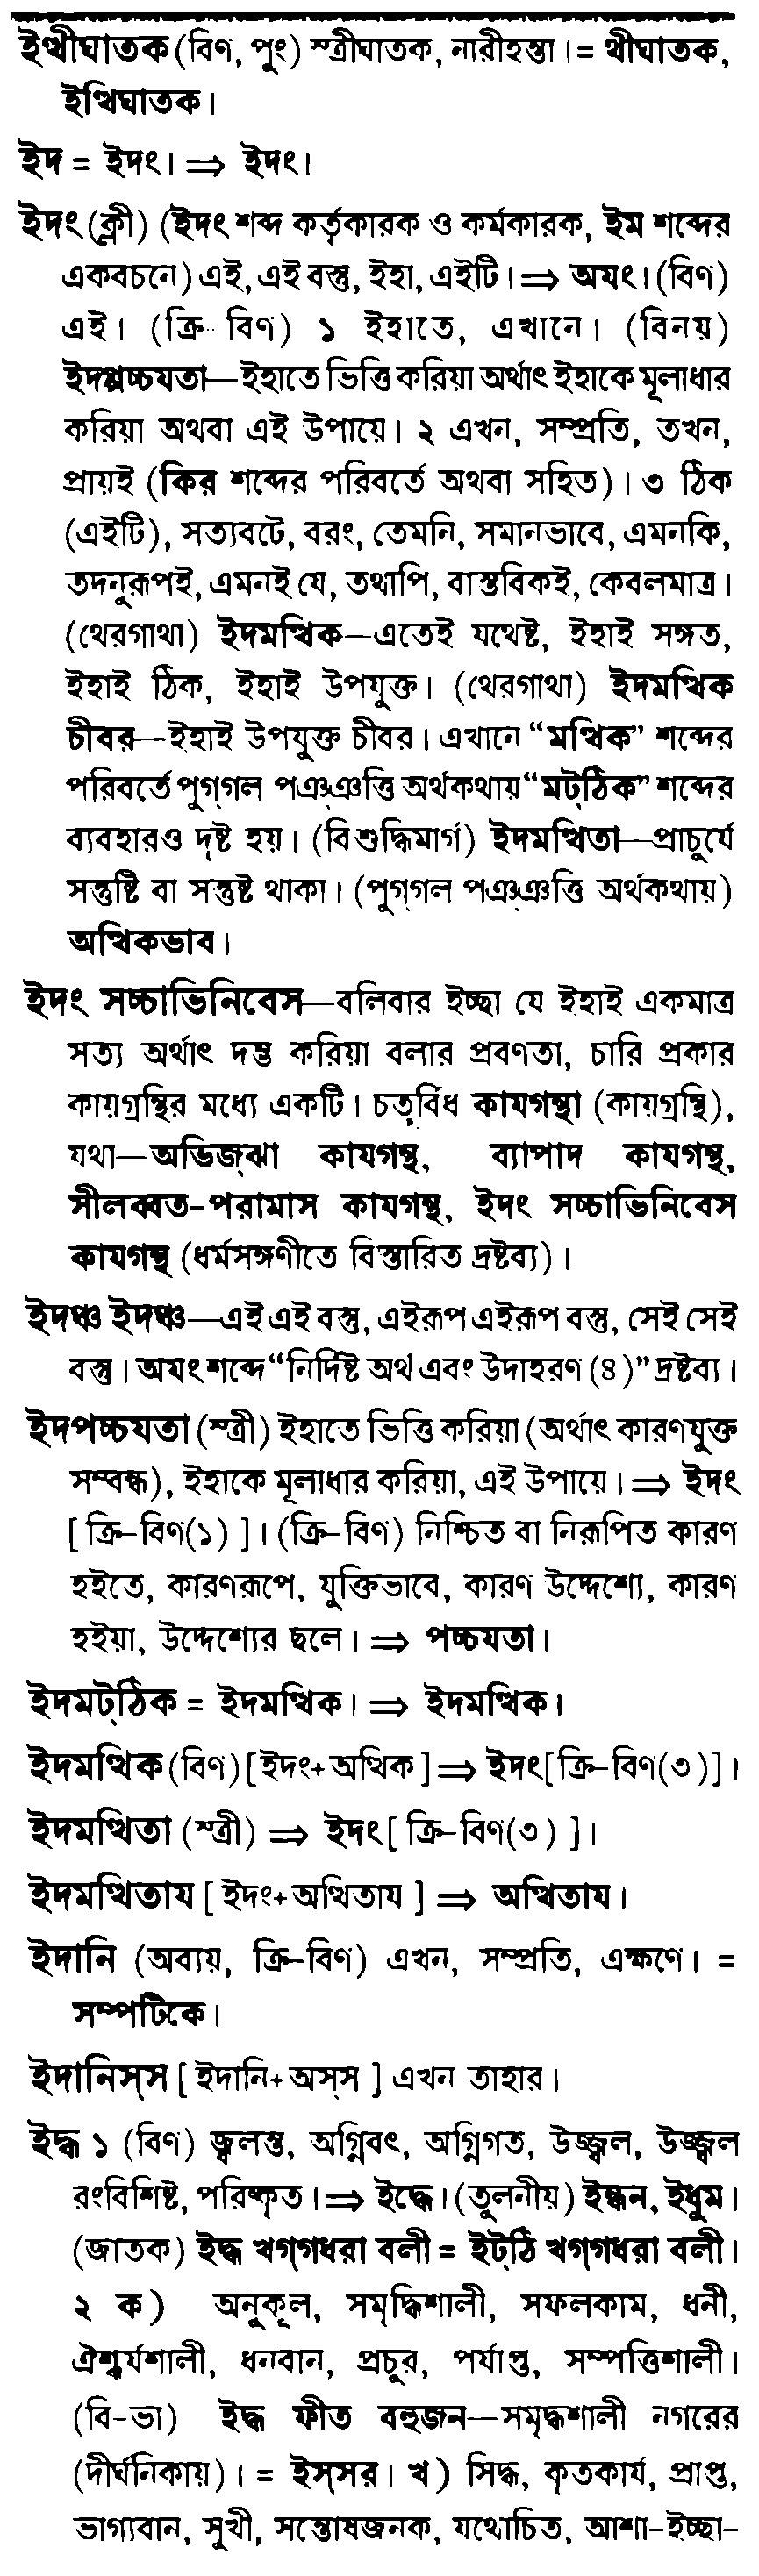 ইত্থীঘাতক (বিণ, পুং) স্ত্রীঘাতক, নারীহন্তা। = থীঘাতক,
ইত্থিঘাতক।
ইদ = ইদং। ⇒ ইদং।
ইদং (ক্লী) (ইদং শব্দ কর্তৃকারক ও কর্মকারক, ইম শব্দের
একবচনে) এই, এই বস্তু, ইহা, এইটি। ⇒ অযং। (বিণ)
এই। (ক্রি-বিণ) ১ ইহাতে, এখানে। (বিনয়)
ইদপ্পচ্চযতা—ইহাতে ভিত্তি করিয়া অর্থাৎ ইহাকে মূলাধার
করিয়া অথবা এই উপায়ে। ২ এখন, সম্প্রতি, তখন,
প্রায়ই (কির শব্দের পরিবর্তে অথবা সহিত)। ৩ ঠিক
(এইটি), সত্যবটে, বরং, তেমনি, সমানভাবে, এমনকি,
তদনুরূপই, এমনই যে, তথাপি, বাস্তবিকই, কেবলমাত্র।
(থেরগাথা) ইদমত্থিক—এতেই যথেষ্ট, ইহাই সঙ্গত,
ইহাই ঠিক, ইহাই উপযুক্ত। (থেরগাথা) ইদমত্থিক
চীবর—ইহাই উপযুক্ত চীবর। এখানে “মত্থিক” শব্দের
পরিবর্তে পুগ্‌গল পঞ্ঞত্তি অর্থকথায় “মট্‌ঠিক” শব্দের
ব্যবহারও দৃষ্ট হয়। (বিশুদ্ধিমার্গ) ইদমত্থিতা—প্রাচুর্যে
সন্তুষ্টি বা সন্তুষ্ট থাকা। (পুগ্‌গল পঞ্ঞত্তি অর্থকথায়)
অত্থিকভাব।
ইদং সচ্চাভিনিবেস—বলিবার ইচ্ছা যে ইহাই একমাত্র
সত্য অর্থাৎ দম্ভ করিয়া বলার প্রবণতা, চারি প্রকার
কায়গ্রন্থির মধ্যে একটি। চতুর্বিধ কাযগন্থা (কায়গ্রন্থি),
যথা—অভিজ্‌ঝা কাযগন্থ, ব্যাপাদ কাযগন্থ,
সীলব্বত-পরামাস কাযগন্থ, ইদং সচ্চাভিনিবেস
কাযগন্থ (ধর্মসঙ্গণীতে বিস্তারিত দ্রষ্টব্য)।
ইদঞ্চ ইদঞ্চ—এই এই বস্তু, এইরূপ এইরূপ বস্তু, সেই সেই
বস্তু। অযং শব্দে “নির্দিষ্ট অর্থ এবং উদাহরণ (৪)” দ্রষ্টব্য।
ইদপচ্চযতা (স্ত্রী) ইহাতে ভিত্তি করিয়া (অর্থাৎ কারণযুক্ত
সম্বন্ধ), ইহাকে মূলাধার করিয়া, এই উপায়ে। ⇒ ইদং
[ ক্রি-বিণ(১) ]। (ক্রি-বিণ) নিশ্চিত বা নিরূপিত কারণ
হইতে, কারণরূপে, যুক্তিভাবে, কারণ উদ্দেশ্যে, কারণ
হইয়া, উদ্দেশ্যের ছলে। ⇒ পচ্চযতা।
ইদমট্‌ঠিক = ইদমত্থিক। ⇒ ইদমত্থিক।
ইদমত্থিক (বিণ) [ ইদং+অত্থিক ] ⇒ ইদং[ ক্রি-বিণ(৩)]।
ইদমত্থিতা (স্ত্রী) ⇒ ইদং[ ক্রি-বিণ(৩) ]।
ইদমত্থিতায [ ইদং+অত্থিতায ] ⇒ অত্থিতায।
ইদানি (অব্যয়, ক্রি-বিণ) এখন, সম্প্রতি, এক্ষণে। =
সম্পটিকে।
ইদানিস্‌স [ ইদানি+অস্‌স ] এখন তাহার।
ইদ্ধ ১ (বিণ) জ্বলন্ত, অগ্নিবৎ, অগ্নিগত, উজ্জ্বল, উজ্জ্বল
রংবিশিষ্ট, পরিষ্কৃত। ⇒ ইদ্ধে। (তুলনীয়) ইন্ধন, ইধুম।
(জাতক) ইদ্ধ খগ্‌গধরা বলী = ইট্‌ঠি খগ্‌গধরা বলী।
২ ক) অনুকূল, সমৃদ্ধিশালী, সফলকাম, ধনী,
ঐশ্বর্যশালী, ধনবান, প্রচুর, পর্যাপ্ত, সম্পত্তিশালী।
(বি-ভা) ইদ্ধ ফীত বহুজন—সমৃদ্ধশালী নগরের
(দীর্ঘনিকায়)। = ইস্‌সর। খ) সিদ্ধ, কৃতকার্য, প্রাপ্ত,
ভাগ্যবান, সুখী, সন্তোষজনক, যথোচিত, আশা-ইচ্ছা-